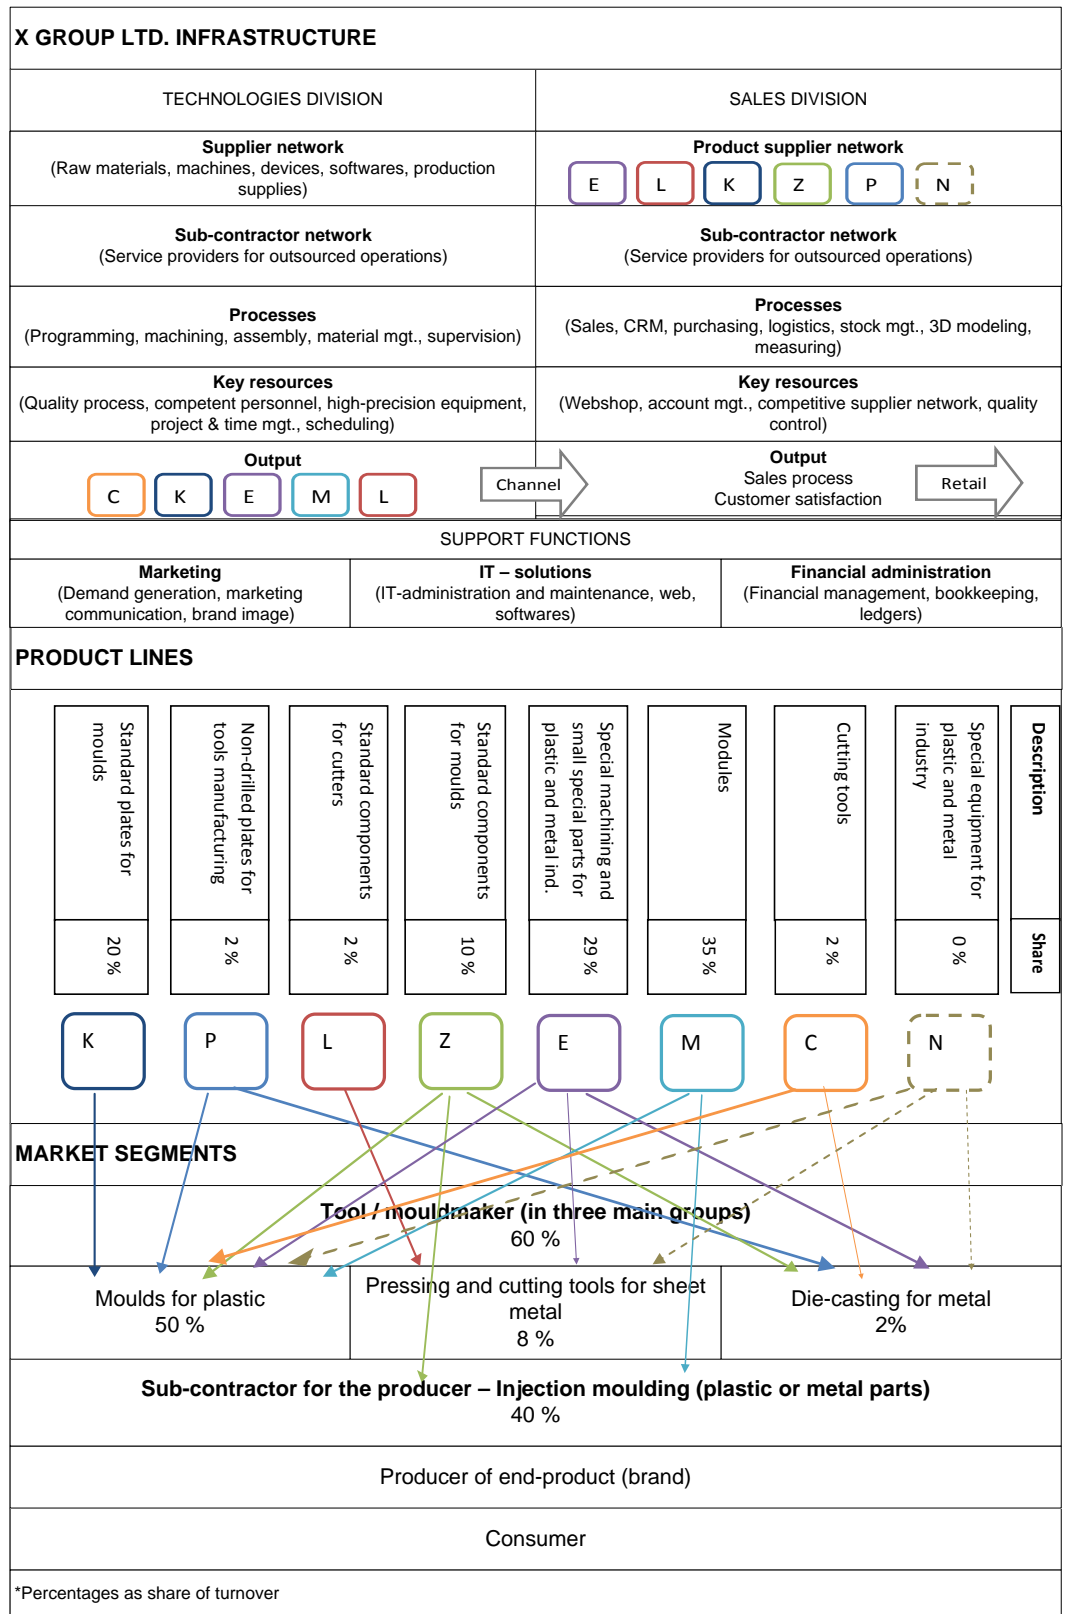 X GROUP LTD. INFRASTRUCTURE
TECHNOLOGIES DIVISION
SALES DIVISION
Supplier network
(Raw materials, machines, devices, softwares, production
supplies)
Product supplier network
E L K Z P N
Sub-contractor network
(Service providers for outsourced operations)
Sub-contractor network
(Service providers for outsourced operations)
Processes
(Programming, machining, assembly, material mgt., supervision)
Processes
(Sales, CRM, purchasing, logistics, stock mgt., 3D modeling,
measuring)
Key resources
(Quality process, competent personnel, high-precision equipment,
project & time mgt., scheduling)
Key resources
(Webshop, account mgt., competitive supplier network, quality
control)
Output
C K E M L
Channel
Output
Sales process
Customer satisfaction
Retail
SUPPORT FUNCTIONS
Marketing
(Demand generation, marketing
communication, brand image)
IT – solutions
(IT-administration and maintenance, web,
softwares)
Financial administration
(Financial management, bookkeeping,
ledgers)
PRODUCT LINES
Standard plates for
moulds
Non-drilled plates for
tools manufacturing
Standard components
for cutters
Standard components
for moulds
Special machining and
small special parts for
plastic and metal ind.
Modules
Cutting tools
Special equipment for
plastic and metal
industry
Description
20 %
2 %
2 %
10 %
29 %
35 %
2 %
0 %
Share
K P L Z E M C N
MARKET SEGMENTS
Tool / mouldmaker (in three main groups)
60 %
Moulds for plastic
50 %
Pressing and cutting tools for sheet
metal
8 %
Die-casting for metal
2%
Sub-contractor for the producer – Injection moulding (plastic or metal parts)
40 %
Producer of end-product (brand)
Consumer
*Percentages as share of turnover